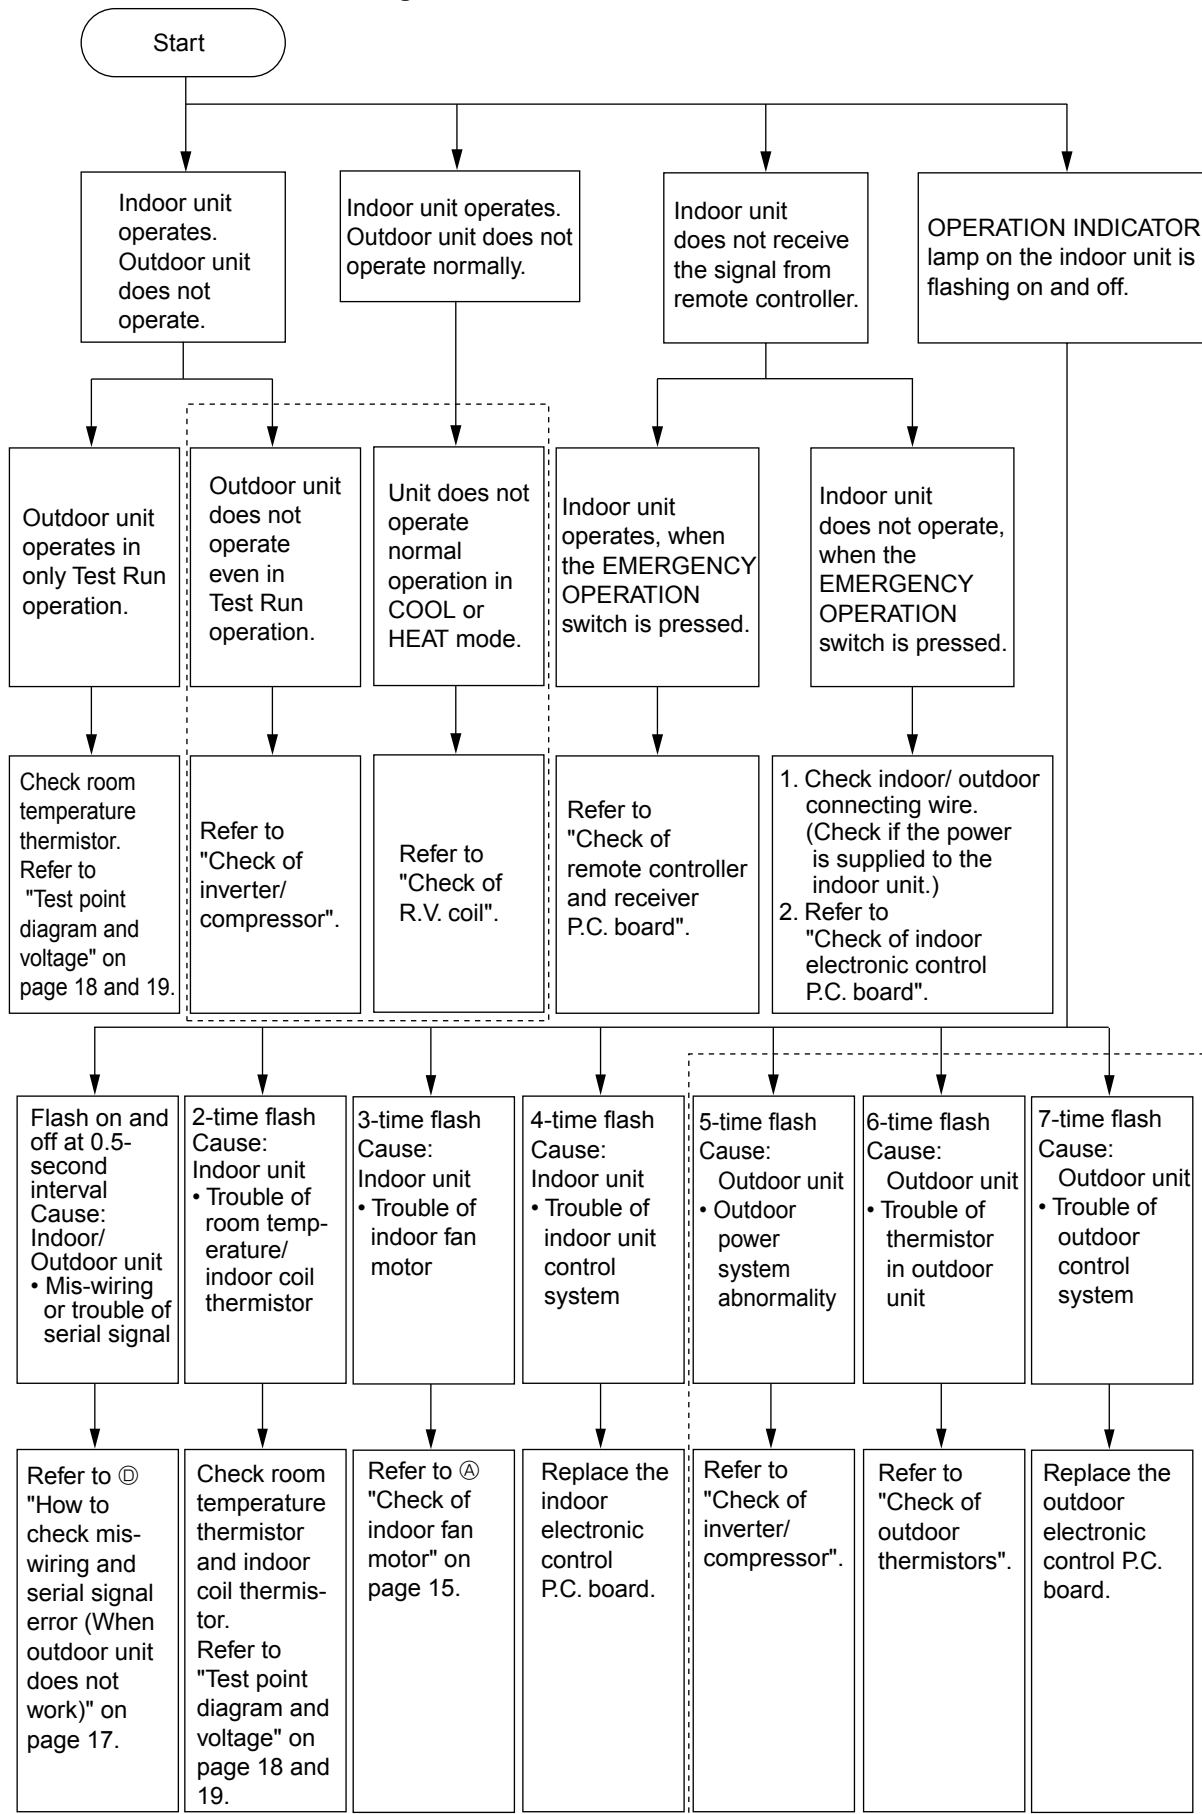 Start
Indoor unit
operates.
Outdoor unit
does not
operate.
Indoor unit operates.
Outdoor unit does not
operate normally.
Indoor unit
does not receive
the signal from
remote controller.
OPERATION INDICATOR
lamp on the indoor unit is
flashing on and off.
Outdoor unit
operates in
only Test Run
operation.
Outdoor unit
does not
operate
even in
Test Run
operation.
Unit does not
operate
normal
operation in
COOL or
HEAT mode.
Indoor unit
operates, when
the EMERGENCY
OPERATION
switch is pressed.
Indoor unit
does not operate,
when the
EMERGENCY
OPERATION
switch is pressed.
Check room
temperature
thermistor.
Refer to
"Test point
diagram and
voltage" on
page 18 and 19.
Refer to
"Check of
inverter/
compressor".
Refer to
"Check of
R.V. coil".
Refer to
"Check of
remote controller
and receiver
P.C. board".
1. Check indoor/ outdoor
connecting wire.
(Check if the power
is supplied to the
indoor unit.)
2. Refer to
"Check of indoor
electronic control
P.C. board".
Flash on and
off at 0.5-
second
interval
Cause:
Indoor/
Outdoor unit
• Mis-wiring
or trouble of
serial signal
2-time flash
Cause:
Indoor unit
• Trouble of
room temp-
erature/
indoor coil
thermistor
3-time flash
Cause:
Indoor unit
• Trouble of
indoor fan
motor
4-time flash
Cause:
Indoor unit
• Trouble of
indoor unit
control
system
5-time flash
Cause:
Outdoor unit
• Outdoor
power
system
abnormality
6-time flash
Cause:
Outdoor unit
• Trouble of
thermistor
in outdoor
unit
7-time flash
Cause:
Outdoor unit
• Trouble of
outdoor
control
system
Refer to Ⓓ
"How to
check mis-
wiring and
serial signal
error (When
outdoor unit
does not
work)" on
page 17.
Check room
temperature
thermistor
and indoor
coil thermis-
tor.
Refer to
"Test point
diagram and
voltage" on
page 18 and
19.
Refer to Ⓐ
"Check of
indoor fan
motor" on
page 15.
Replace the
indoor
electronic
control
P.C. board.
Refer to
"Check of
inverter/
compressor".
Refer to
"Check of
outdoor
thermistors".
Replace the
outdoor
electronic
control P.C.
board.